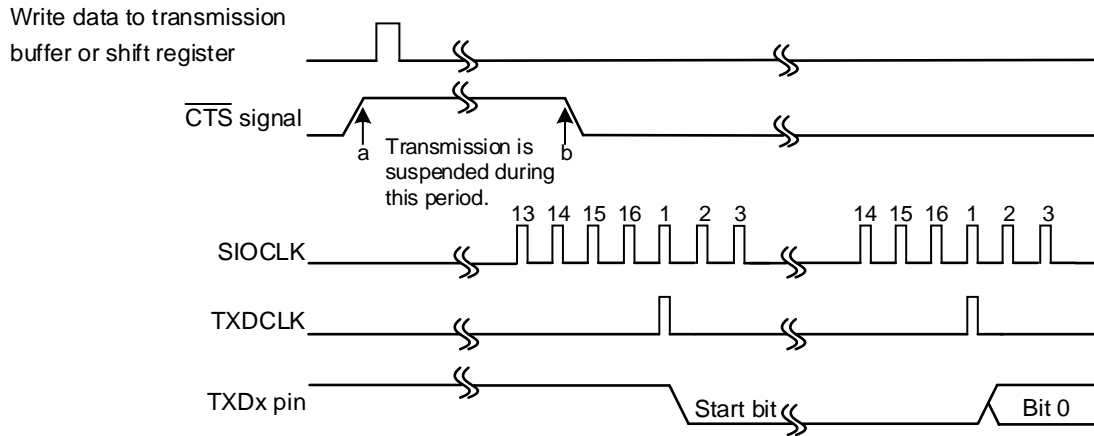 Write data to transmission
buffer or shift register
CTS signal
a
b
Transmission is
suspended during
this period.
13 14 15 16 1 2 3 14 15 16 1 2 3
SIOCLK
TXDCLK
TXDx pin
Start bit
Bit 0